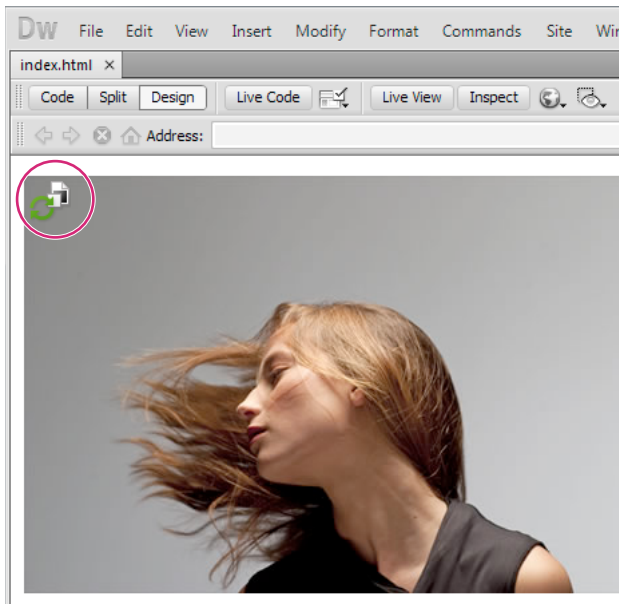 Dw File Edit View Insert Modify Format Commands Site
index.html ×
Code Split Design Live Code Live View Inspect
Address: